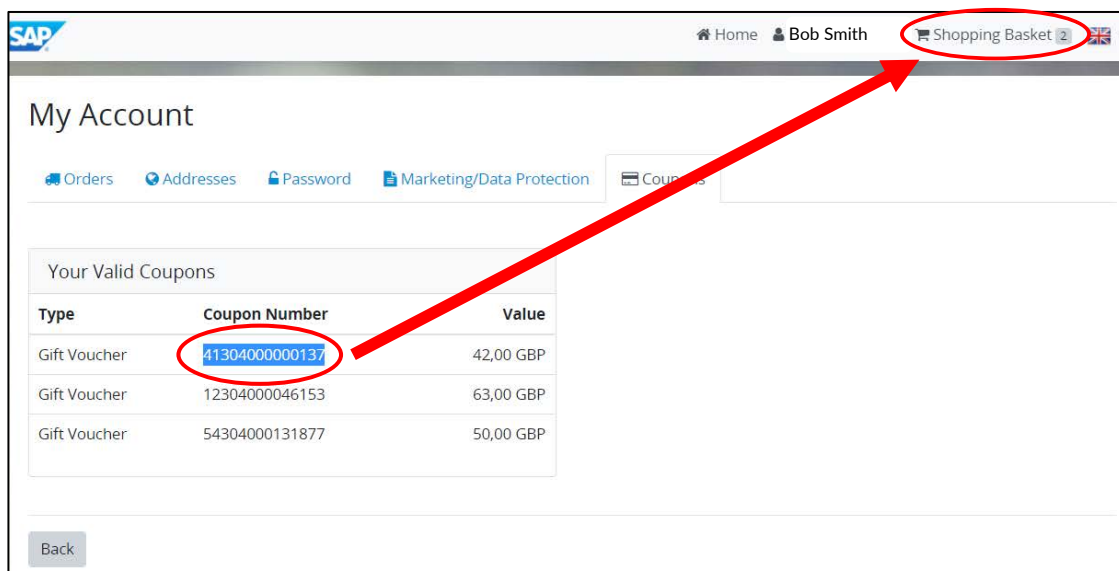 SAP Home Bob Smith Shopping Basket 2
My Account
Orders Addresses Password Marketing/Data Protection Coupons
Your Valid Coupons
Type Coupon Number Value
Gift Voucher 41304000000137 42,00 GBP
Gift Voucher 12304000046153 63,00 GBP
Gift Voucher 54304000131877 50,00 GBP
Back